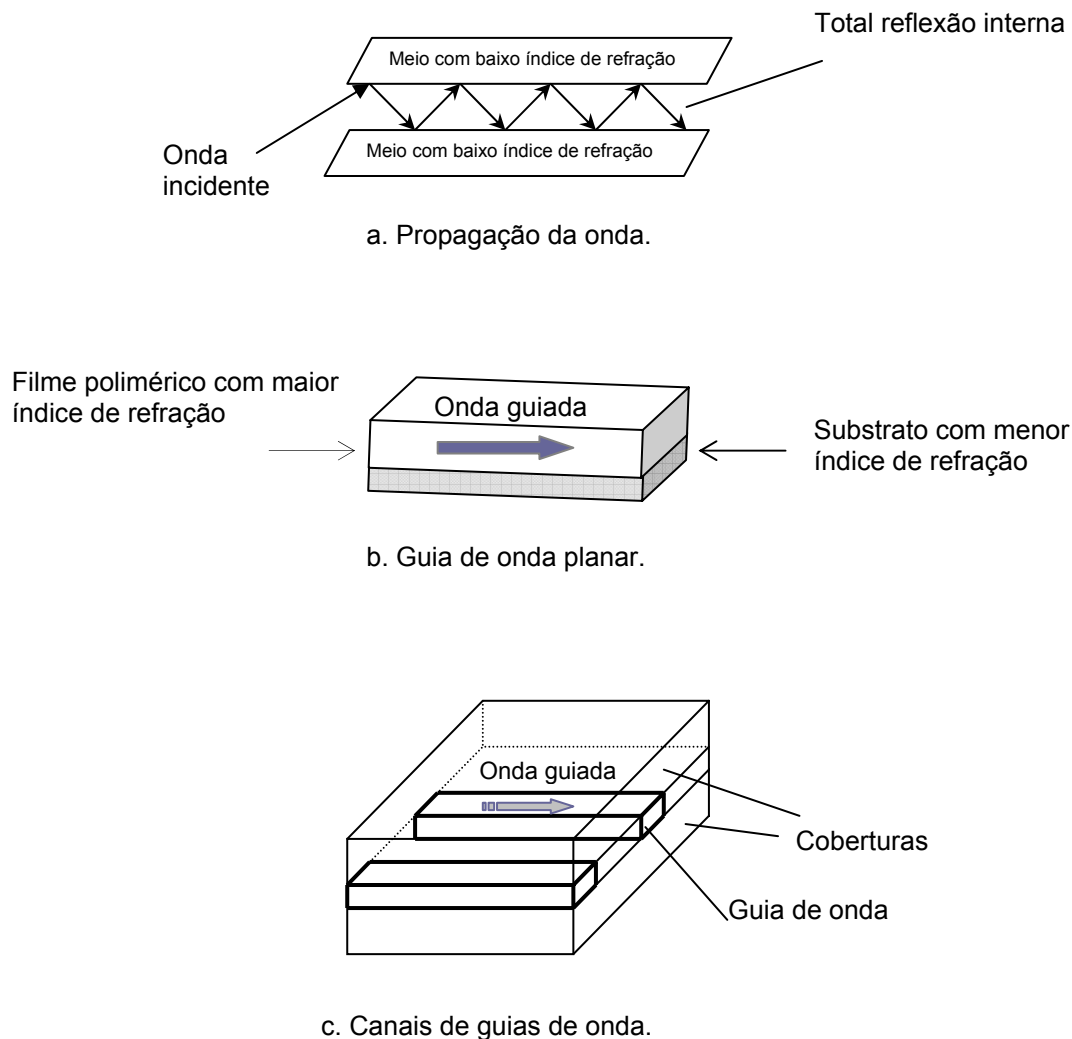 Total reflexão interna
Meio com baixo índice de refração
Onda
incidente
Meio com baixo índice de refração
a. Propagação da onda.
Filme polimérico com maior
índice de refração
Onda guiada
Substrato com menor
índice de refração
b. Guia de onda planar.
Onda guiada
Coberturas
Guia de onda
c. Canais de guias de onda.